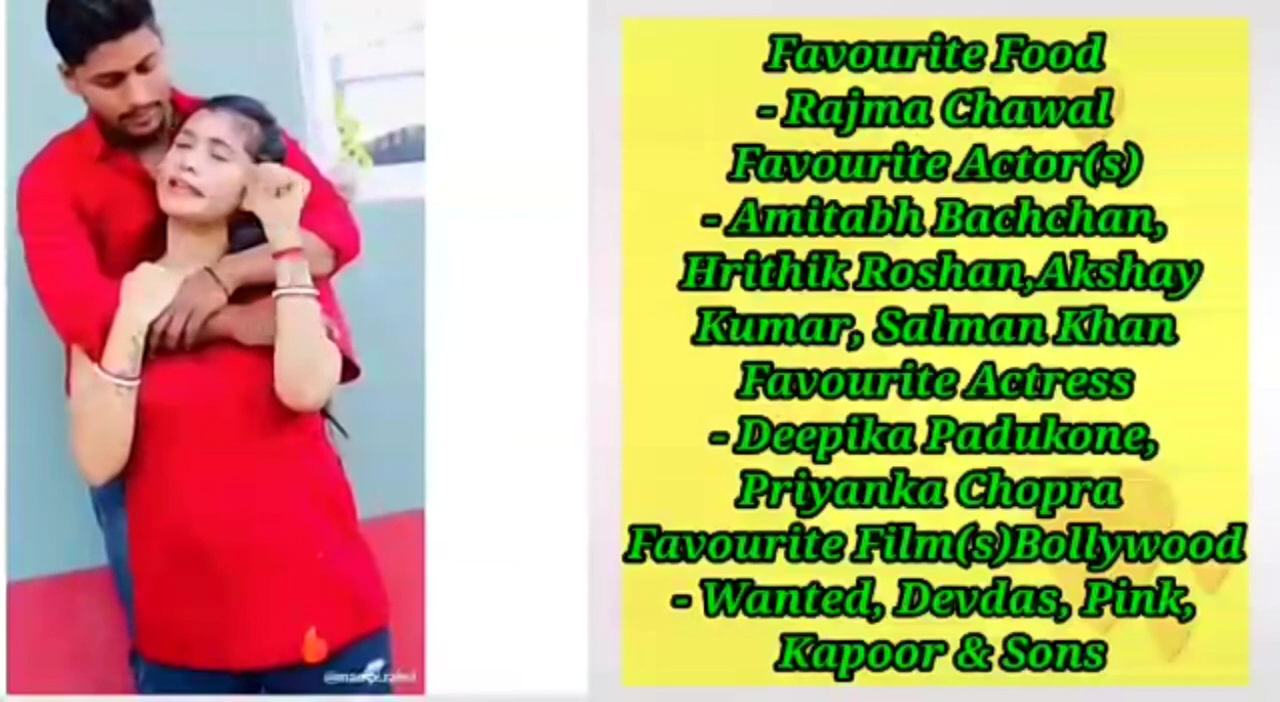 Favourite Food
- Rajma Chawal
Favourite Actor(s)
- Amitabh Bachchan,
Hrithik Roshan,Akshay
Kumar, Salman Khan
Favourite Actress
- Deepika Padukone,
Priyanka Chopra
Favourite Film(s)Bollywood
- Wanted, Devdas, Pink,
Kapoor & Sons